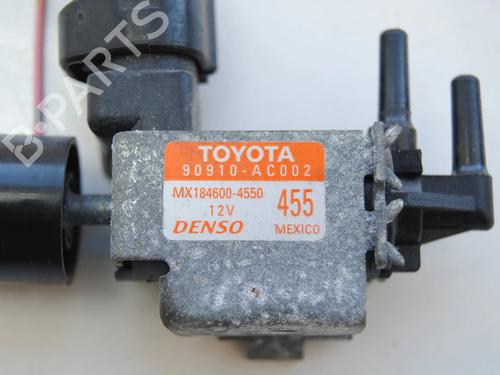 TOYOTA
90910-AC002
MX184600-4550
12V
455
DENSO
MEXICO
B-PARTS